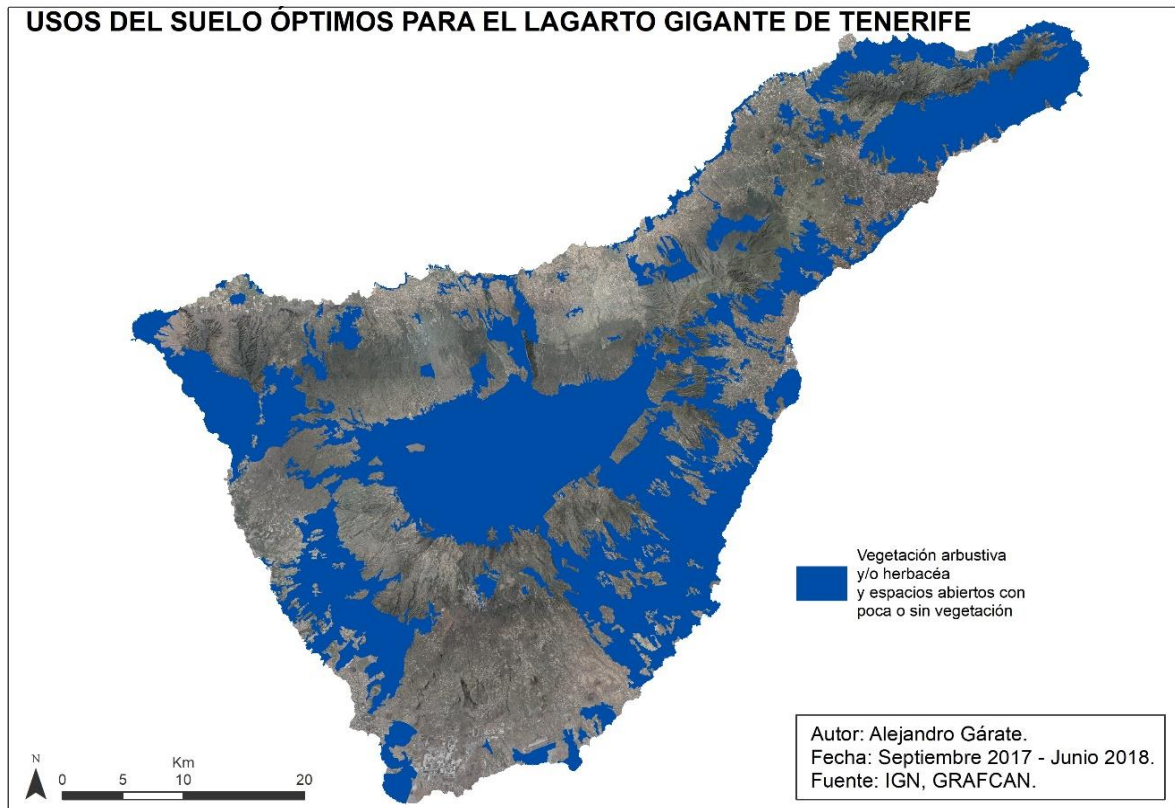 USOS DEL SUELO ÓPTIMOS PARA EL LAGARTO GIGANTE DE TENERIFE
Vegetación arbustiva
y/o herbacéa
y espacios abiertos con
poca o sin vegetación
Autor: Alejandro Gárate.
Fecha: Septiembre 2017 - Junio 2018.
Fuente: IGN, GRAFCAN.
N
Km
0 5 10 20